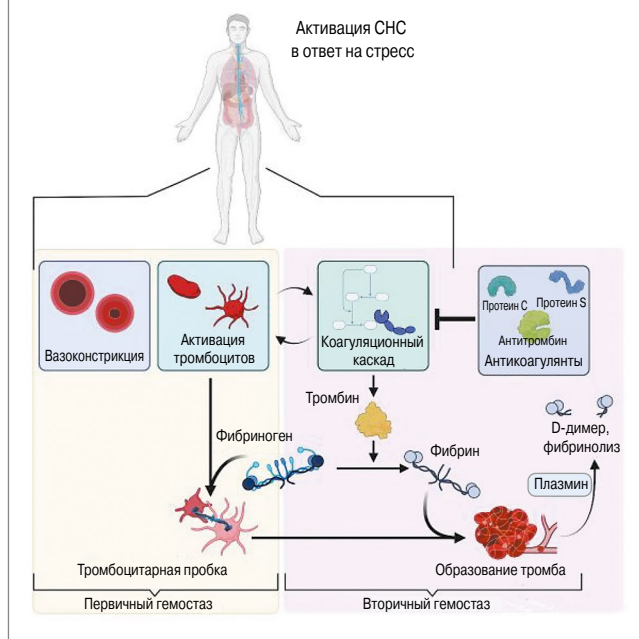 Активация СНС
в ответ на стресс
Вазоконстрикция
Активация
тромбоцитов
Коагуляционный
каскад
Протеин C
Протеин S
Антитромбин
Антикоагулянты
Тромбин
Фибриноген
Фибрин
D-димер,
фибринолиз
Плазмин
Тромбоцитарная пробка
Образование тромба
Первичный гемостаз
Вторичный гемостаз